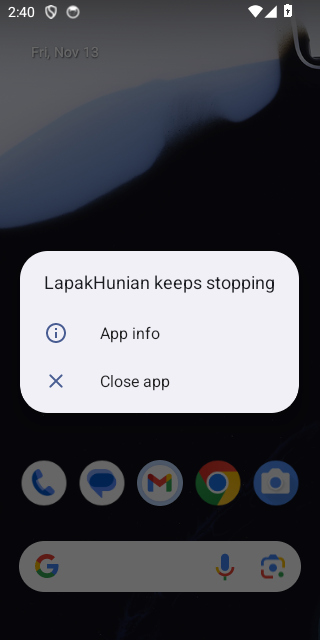 2:40
Fri, Nov 13
LapakHunian keeps stopping
App info
Close app